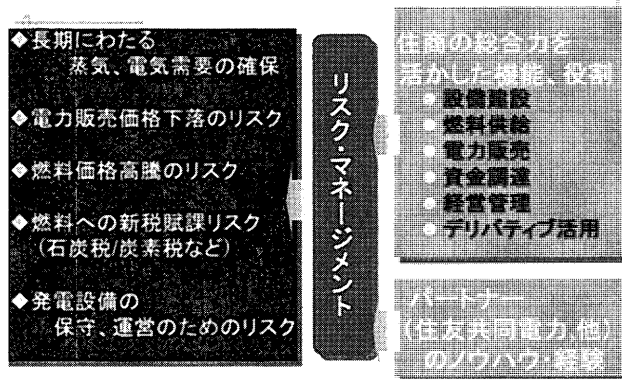 ◆長期にわたる
蒸気、電気需要の確保
◆電力販売価格下落のリスク
◆燃料価格高騰のリスク
◆燃料への新税賦課リスク
(石炭税/炭素税など)
◆発電設備の
保守、運営のためのリスク
リスク・マネージメント
住商の総合力を
活かした機能、役割
●設備建設
●燃料供給
●電力販売
●資金調達
●経営管理
●デリバティブ活用
パートナー
(住友共同電力,他)
のノウハウ・経験